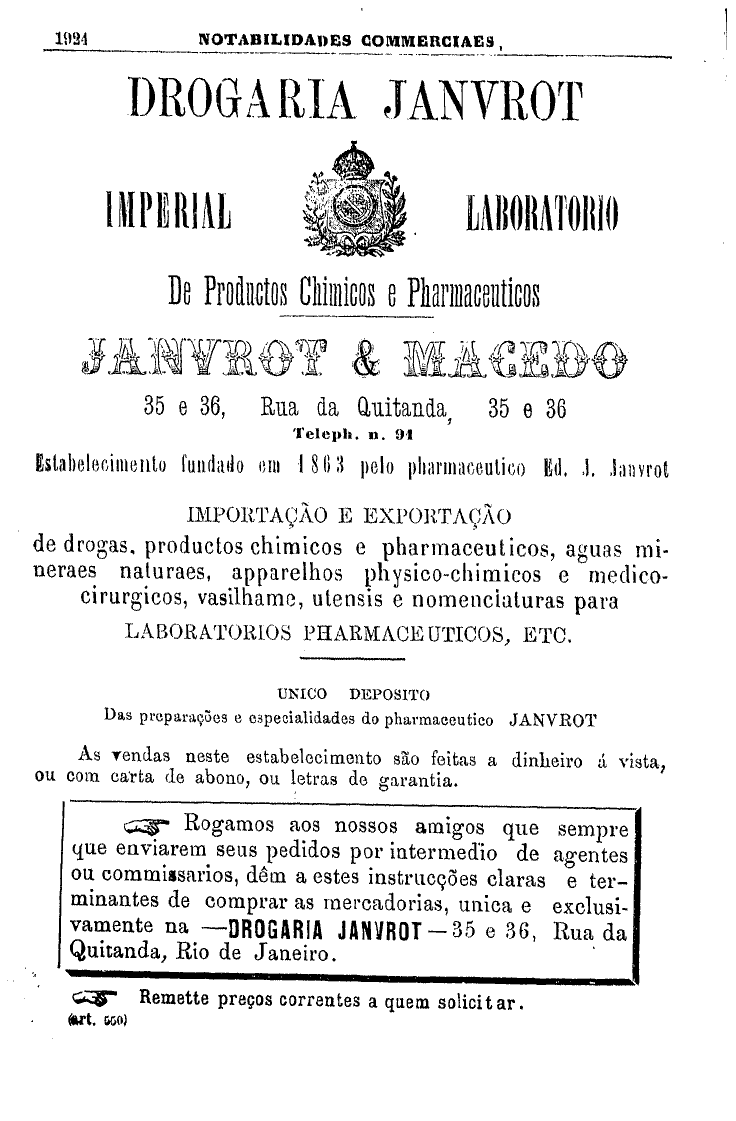 1924 NOTABILIDADES COMMERCIAES,
DROGARIA JANVROT
IMPERIAL LABORATORIO
De Productos Chimicos e Pharmaceuticos
JANVROT & MACEDO
35 e 36, Rua da Quitanda, 35 e 36
Teleph. n. 91
Estabelecimento fundado em 1863 pelo pharmaceutico Ed. J. Janvrot
IMPORTAÇÃO E EXPORTAÇÃO
de drogas, productos chimicos e pharmaceuticos, aguas mi-
neraes naturaes, apparelhos physico-chimicos e medico-
cirurgicos, vasilhame, utensis e nomenclaturas para
LABORATORIOS PHARMACEUTICOS, ETC.
UNICO DEPOSITO
Das preparações e especialidades do pharmaceutico JANVROT
As vendas neste estabelecimento são feitas a dinheiro á vista,
ou com carta de abono, ou letras de garantia.
Rogamos aos nossos amigos que sempre
que enviarem seus pedidos por intermedio de agentes
ou commissarios, dêm a estes instrucções claras e ter-
minantes de comprar as mercadorias, unica e exclusi-
vamente na —DROGARIA JANVROT—35 e 36, Rua da
Quitanda, Rio de Janeiro.
Remette preços correntes a quem solicitar.
(art. 550)